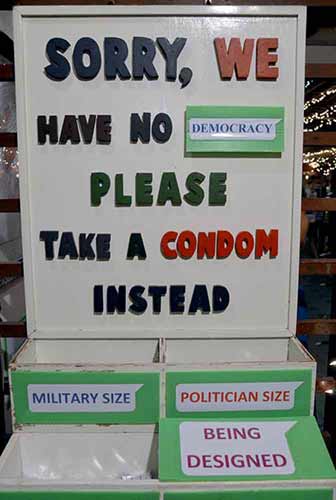 SORRY, WE
HAVE NO DEMOCRACY
PLEASE
TAKE A CONDOM
INSTEAD
MILITARY SIZE
POLITICIAN SIZE
BEING
DESIGNED